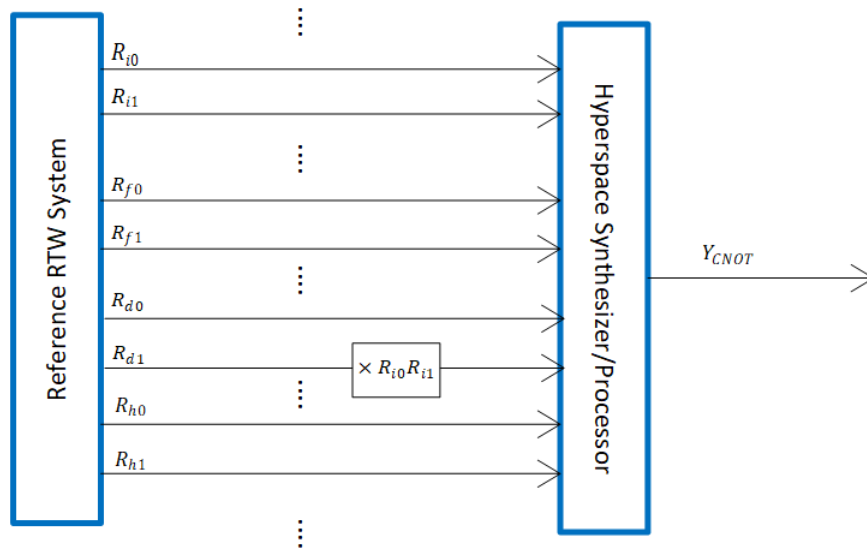 Reference RTW System
R_{i0}
R_{i1}
R_{f0}
R_{f1}
R_{d0}
R_{d1}
× R_{i0}R_{i1}
R_{h0}
R_{h1}
Hyperspace Synthesizer/Processor
Y_{CNOT}